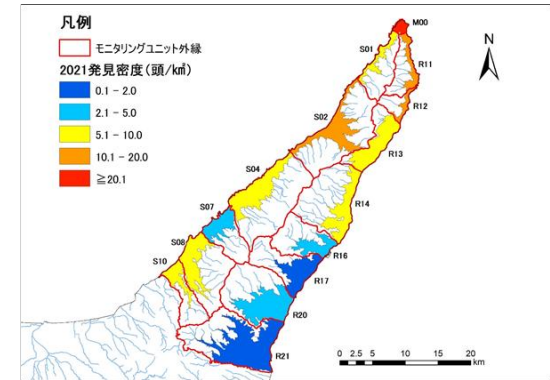 凡例
モニタリングユニット外縁
2021発見密度(頭/㎢)
0.1 - 2.0
2.1 - 5.0
5.1 - 10.0
10.1 - 20.0
≧20.1
M00
S01
R11
N
R12
S02
R13
S04
R14
S07
S08
R16
S10
R17
R20
R21
0 2.5 5 10 15 20
km